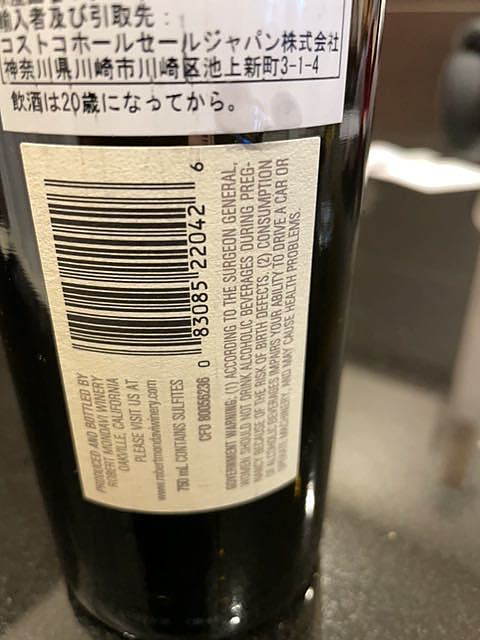 輸入者及び引取先：
コストコホールセールジャパン株式会社
神奈川県川崎市川崎区池上新町3-1-4
飲酒は20歳になってから。
0 83085 22042 6
PRODUCED AND BOTTLED BY
ROBERT MONDAVI WINERY
OAKVILLE, CALIFORNIA
PLEASE VISIT US AT
www.robertmondaviwinery.com
750 mL CONTAINS SULFITES
CFO 80056236
GOVERNMENT WARNING: (1) ACCORDING TO THE SURGEON GENERAL,
WOMEN SHOULD NOT DRINK ALCOHOLIC BEVERAGES DURING PREG-
NANCY BECAUSE OF THE RISK OF BIRTH DEFECTS. (2) CONSUMPTION
OF ALCOHOLIC BEVERAGES IMPAIRS YOUR ABILITY TO DRIVE A CAR OR
OPERATE MACHINERY, AND MAY CAUSE HEALTH PROBLEMS.